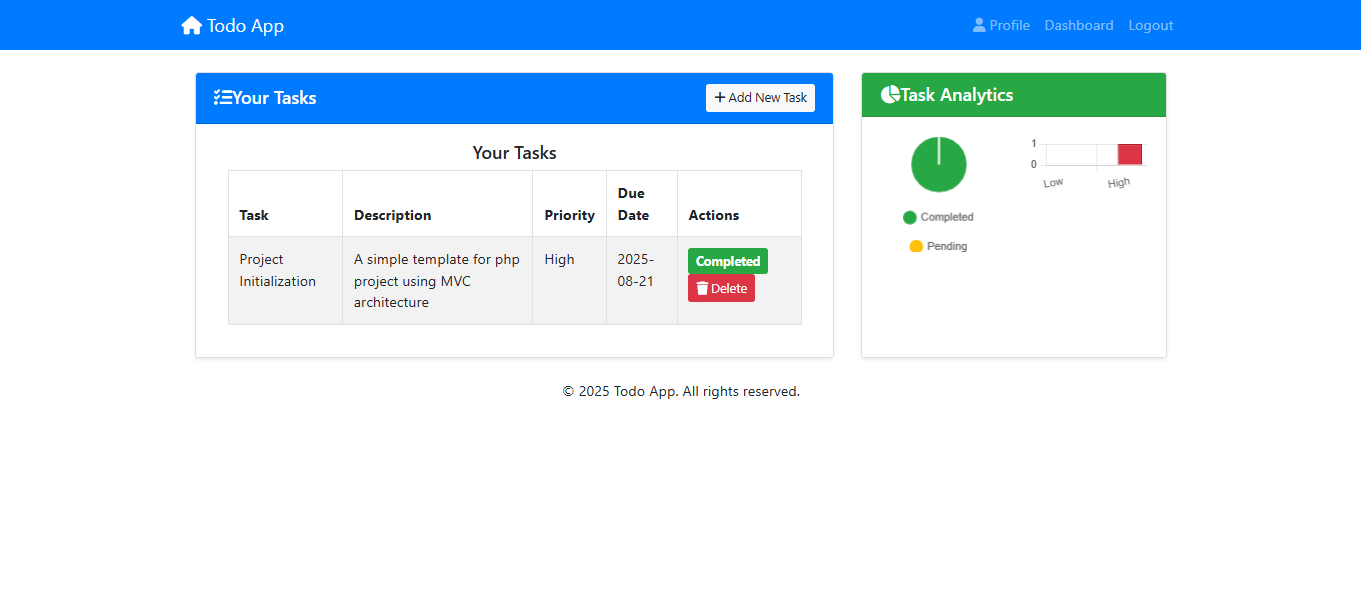 Todo App
Profile Dashboard Logout
Your Tasks
Add New Task
Your Tasks
Task Description Priority Due Date Actions
Project Initialization
A simple template for php project using MVC architecture
High
2025-08-21
Completed
Delete
Task Analytics
Completed
Pending
1
0
Low High
© 2025 Todo App. All rights reserved.